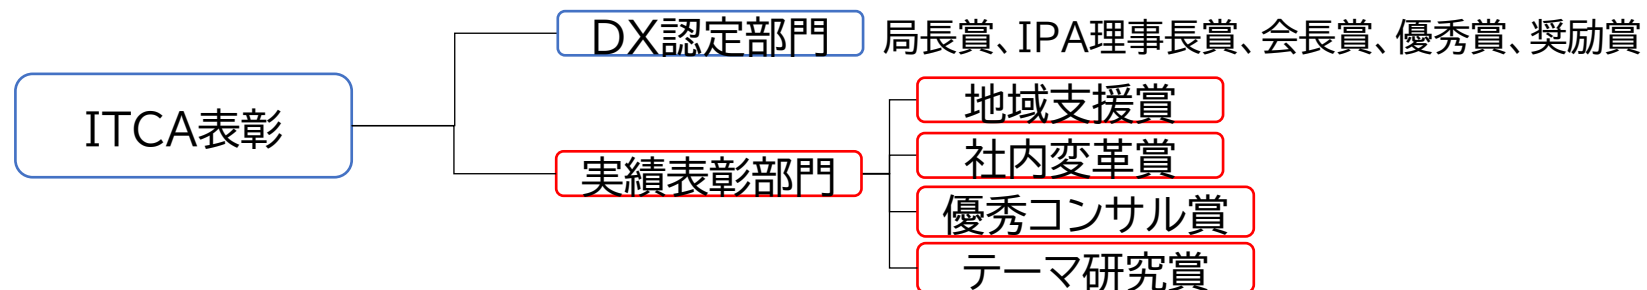 ITCA表彰
DX認定部門
局長賞、IPA理事長賞、会長賞、優秀賞、奨励賞
実績表彰部門
地域支援賞
社内変革賞
優秀コンサル賞
テーマ研究賞